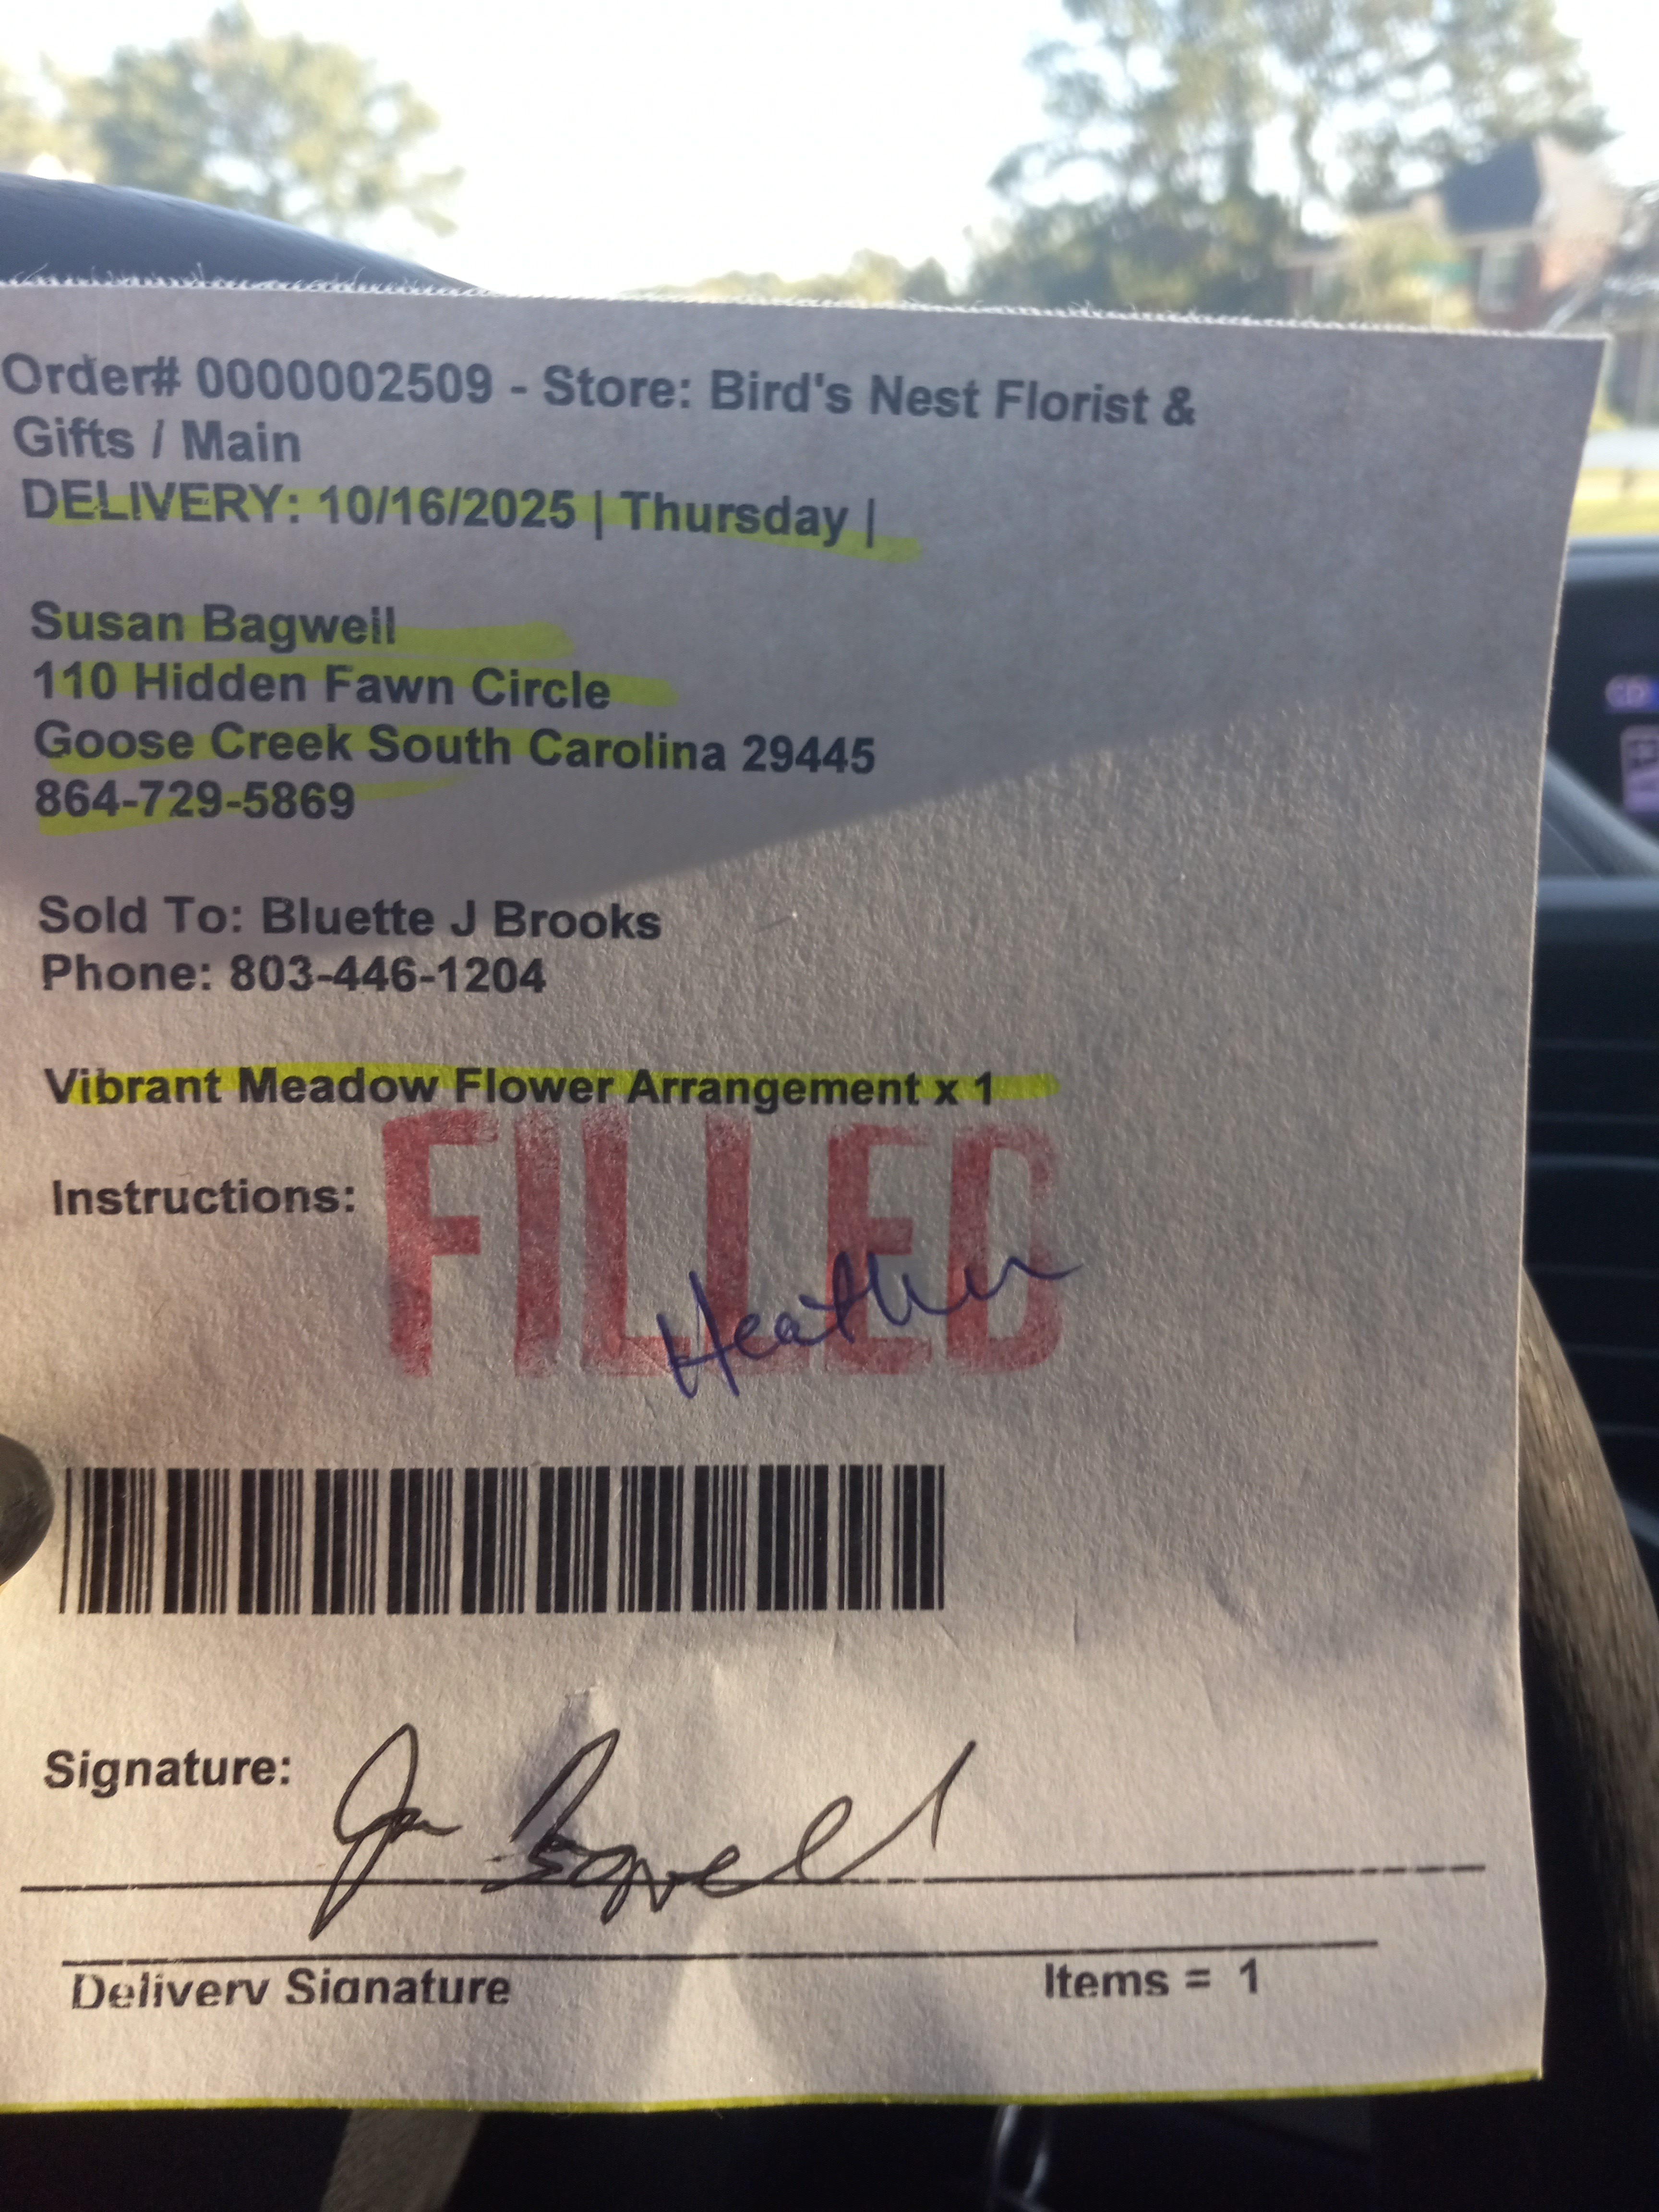 Order# 0000002509 - Store: Bird's Nest Florist &
Gifts / Main
DELIVERY: 10/16/2025 | Thursday |
Susan Bagwell
110 Hidden Fawn Circle
Goose Creek South Carolina 29445
864-729-5869
Sold To: Bluette J Brooks
Phone: 803-446-1204
Vibrant Meadow Flower Arrangement x 1
Instructions:
FILLED
Heather
Signature:
Delivery Signature
Items = 1